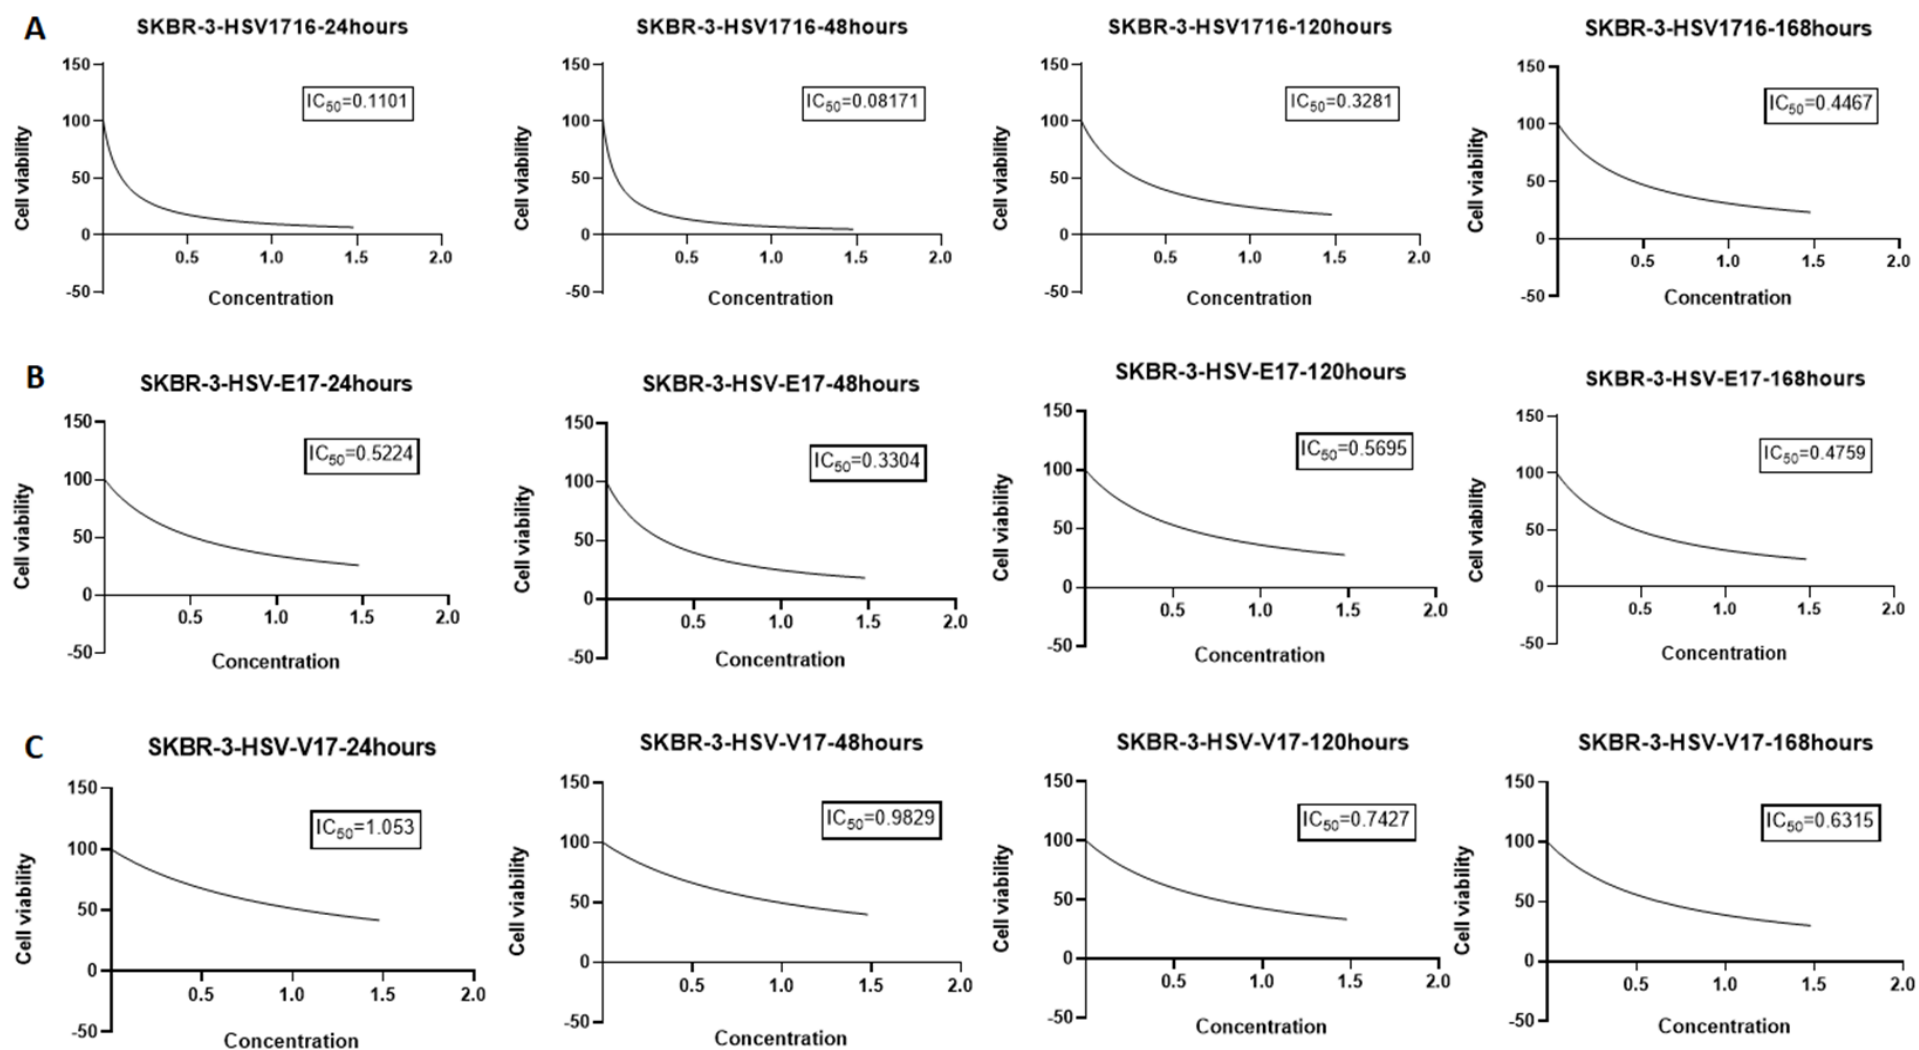 A
SKBR-3-HSV1716-24hours
150
100
50
0
-50
Cell viability
IC50=0.1101
0.5 1.0 1.5 2.0
Concentration
SKBR-3-HSV1716-48hours
150
100
50
0
-50
Cell viability
IC50=0.08171
0.5 1.0 1.5 2.0
Concentration
SKBR-3-HSV1716-120hours
150
100
50
0
-50
Cell viability
IC50=0.3281
0.5 1.0 1.5 2.0
Concentration
SKBR-3-HSV1716-168hours
150
100
50
0
-50
Cell viability
IC50=0.4467
0.5 1.0 1.5 2.0
Concentration
B
SKBR-3-HSV-E17-24hours
150
100
50
0
-50
Cell viability
IC50=0.5224
0.5 1.0 1.5 2.0
Concentration
SKBR-3-HSV-E17-48hours
150
100
50
0
-50
Cell viability
IC50=0.3304
0.5 1.0 1.5 2.0
Concentration
SKBR-3-HSV-E17-120hours
150
100
50
0
-50
Cell viability
IC50=0.5695
0.5 1.0 1.5 2.0
Concentration
SKBR-3-HSV-E17-168hours
150
100
50
0
-50
Cell viability
IC50=0.4759
0.5 1.0 1.5 2.0
Concentration
C
SKBR-3-HSV-V17-24hours
150
100
50
0
-50
Cell viability
IC50=1.053
0.5 1.0 1.5 2.0
Concentration
SKBR-3-HSV-V17-48hours
150
100
50
0
-50
Cell viability
IC50=0.9829
0.5 1.0 1.5 2.0
Concentration
SKBR-3-HSV-V17-120hours
150
100
50
0
-50
Cell viability
IC50=0.7427
0.5 1.0 1.5 2.0
Concentration
SKBR-3-HSV-V17-168hours
150
100
50
0
-50
Cell viability
IC50=0.6315
0.5 1.0 1.5 2.0
Concentration